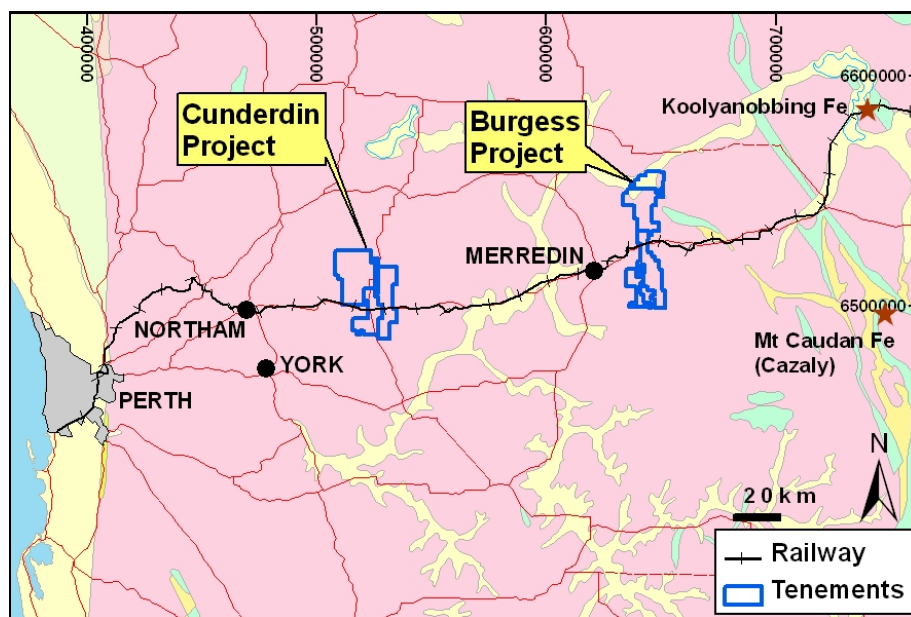 400000
500000
600000
700000
6600000
Koolyanobbing Fe
Cunderdin
Project
Burgess
Project
MERREDIN
6500000
NORTHAM
Mt Caudan Fe
(Cazaly)
YORK
PERTH
N
20km
Railway
Tenements